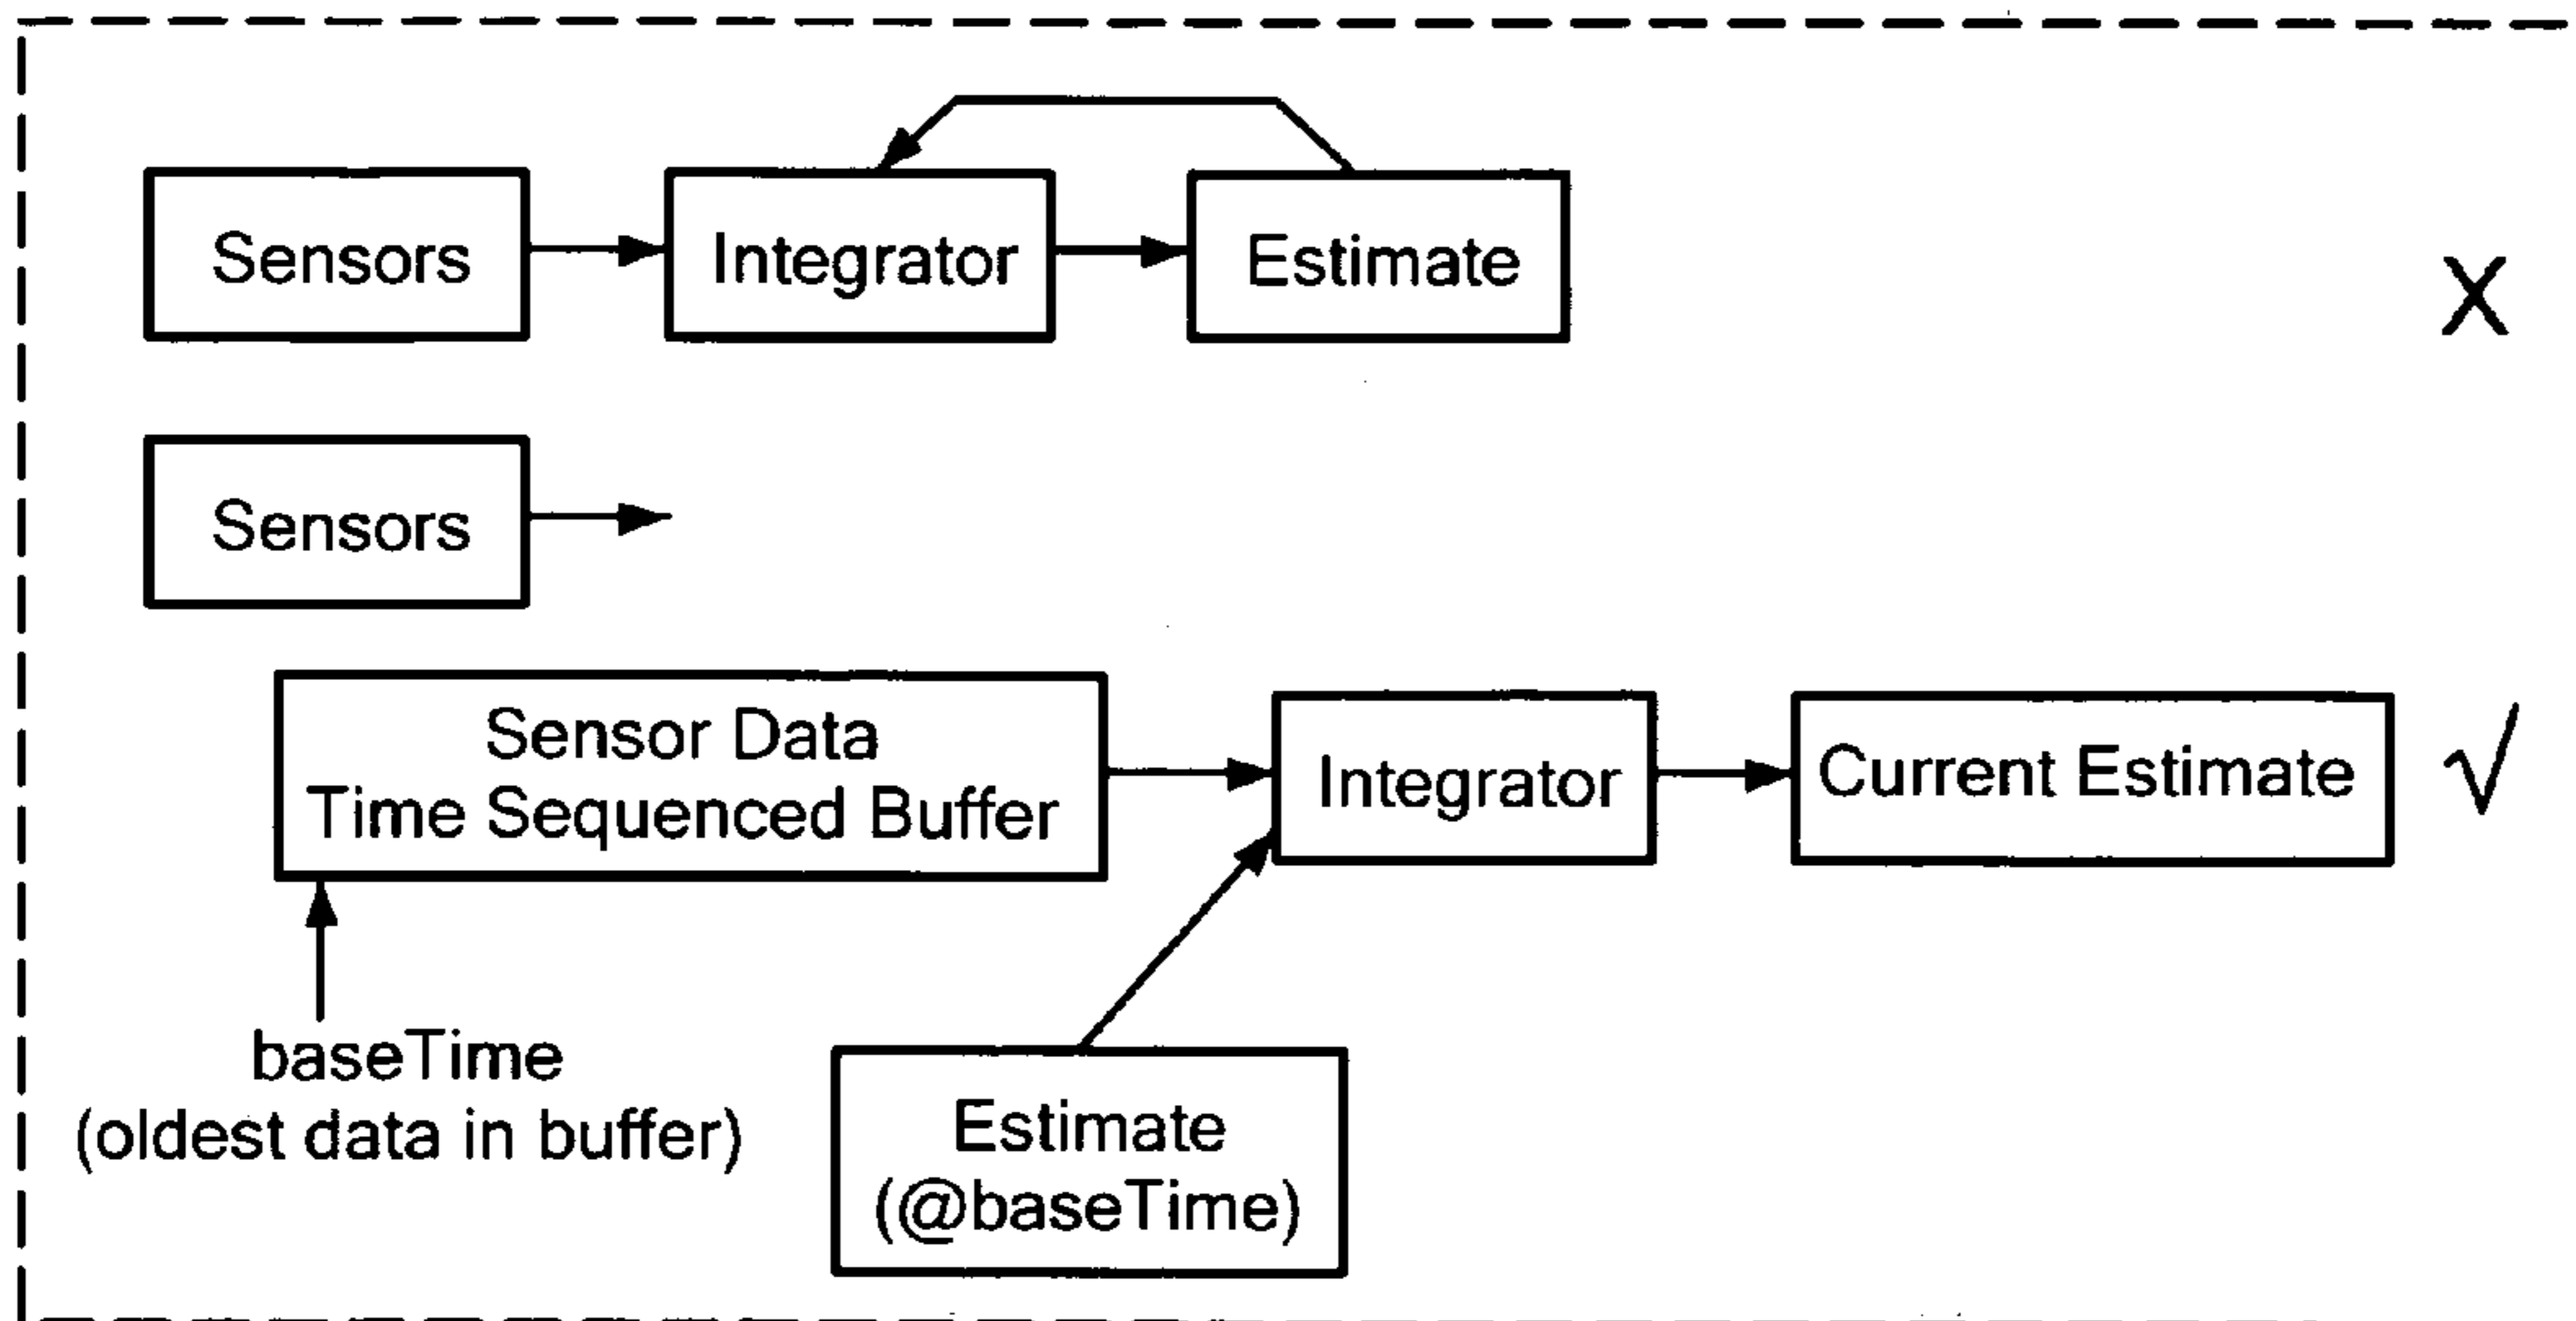 Sensors
Integrator
Estimate
X
Sensors
Sensor Data
Time Sequenced Buffer
Integrator
Current Estimate
√
baseTime
(oldest data in buffer)
Estimate
(@baseTime)